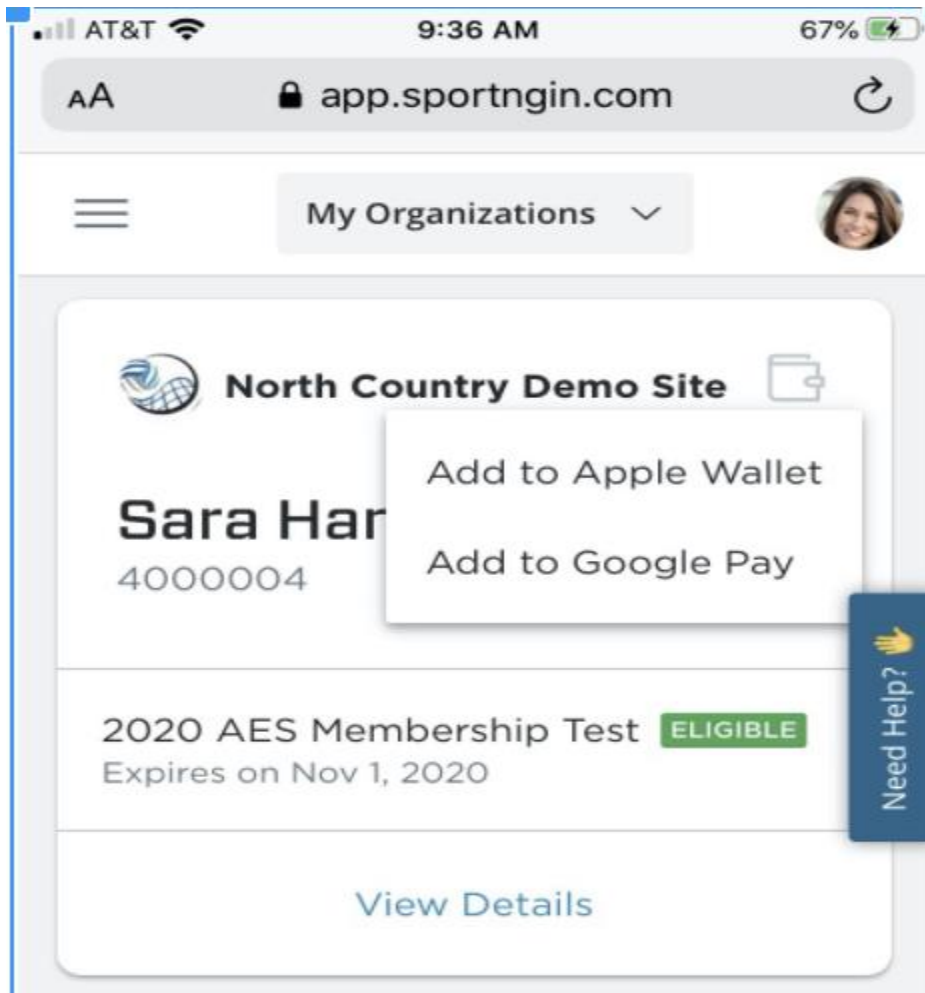 AT&T 9:36 AM 67%
AA app.sportngin.com
My Organizations
North Country Demo Site
Add to Apple Wallet
Sara Har
Add to Google Pay
4000004
Need Help?
2020 AES Membership Test ELIGIBLE
Expires on Nov 1, 2020
View Details